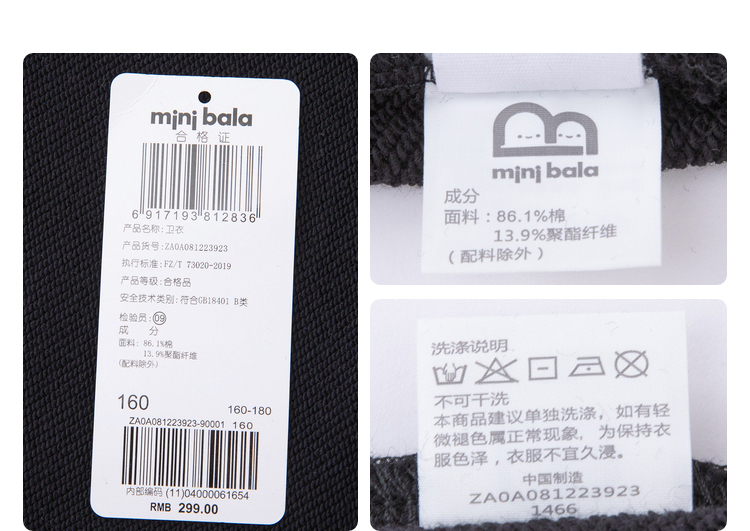 mini bala
合格证
6 917193 812836
产品名称: 卫衣
产品货号: ZA0A081223923
执行标准: FZ/T 73020-2019
产品等级: 合格品
安全技术类别: 符合GB18401 B类
检验员: 09
成 分
面料: 86.1%棉
13.9%聚酯纤维
(配料除外)
160
160-180
ZA0A081223923-90001 160
内部编码 (11)04000061654
RMB 299.00
mini bala
成分
面料：86.1%棉
13.9%聚酯纤维
（配料除外）
洗涤说明
不可干洗
本商品建议单独洗涤，如有轻
微褪色属正常现象，为保持衣
服色泽，衣服不宜久浸。
中国制造
ZA0A081223923
1466